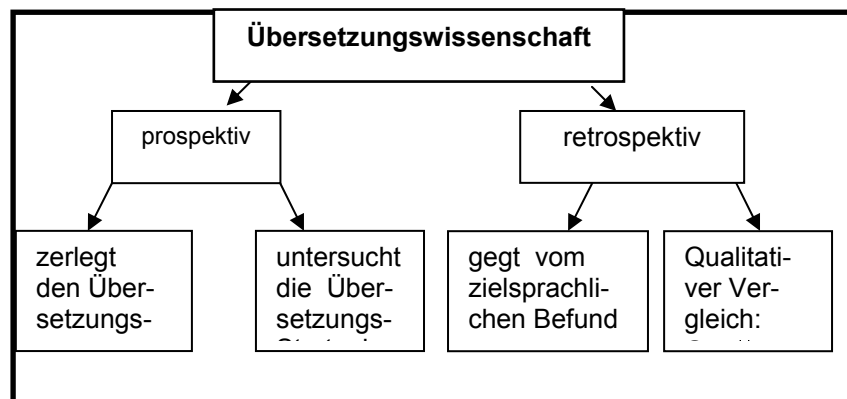 Übersetzungswissenschaft
prospektiv
retrospektiv
zerlegt
den Über-
setzungs-
untersucht
die Über-
setzungs-
gegt vom
zielsprachli-
chen Befund
Qualitati-
ver Ver-
gleich: